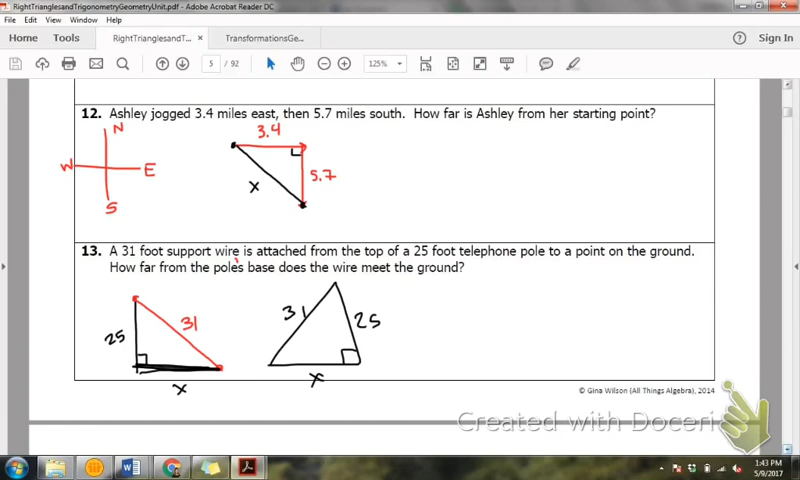 RightTrianglesandTrigonometryGeometryUnit.pdf - Adobe Acrobat Reader DC
File Edit View Window Help
Home Tools RightTrianglesandT... × TransformationsGe... Sign In
5 / 92 125%
12. Ashley jogged 3.4 miles east, then 5.7 miles south. How far is Ashley from her starting point?
N
W E
S
3.4
5.7
x
13. A 31 foot support wire is attached from the top of a 25 foot telephone pole to a point on the ground.
How far from the pole's base does the wire meet the ground?
25
31
x
31
25
x
© Gina Wilson (All Things Algebra), 2014
Created with Doceri
1:43 PM
5/9/2017